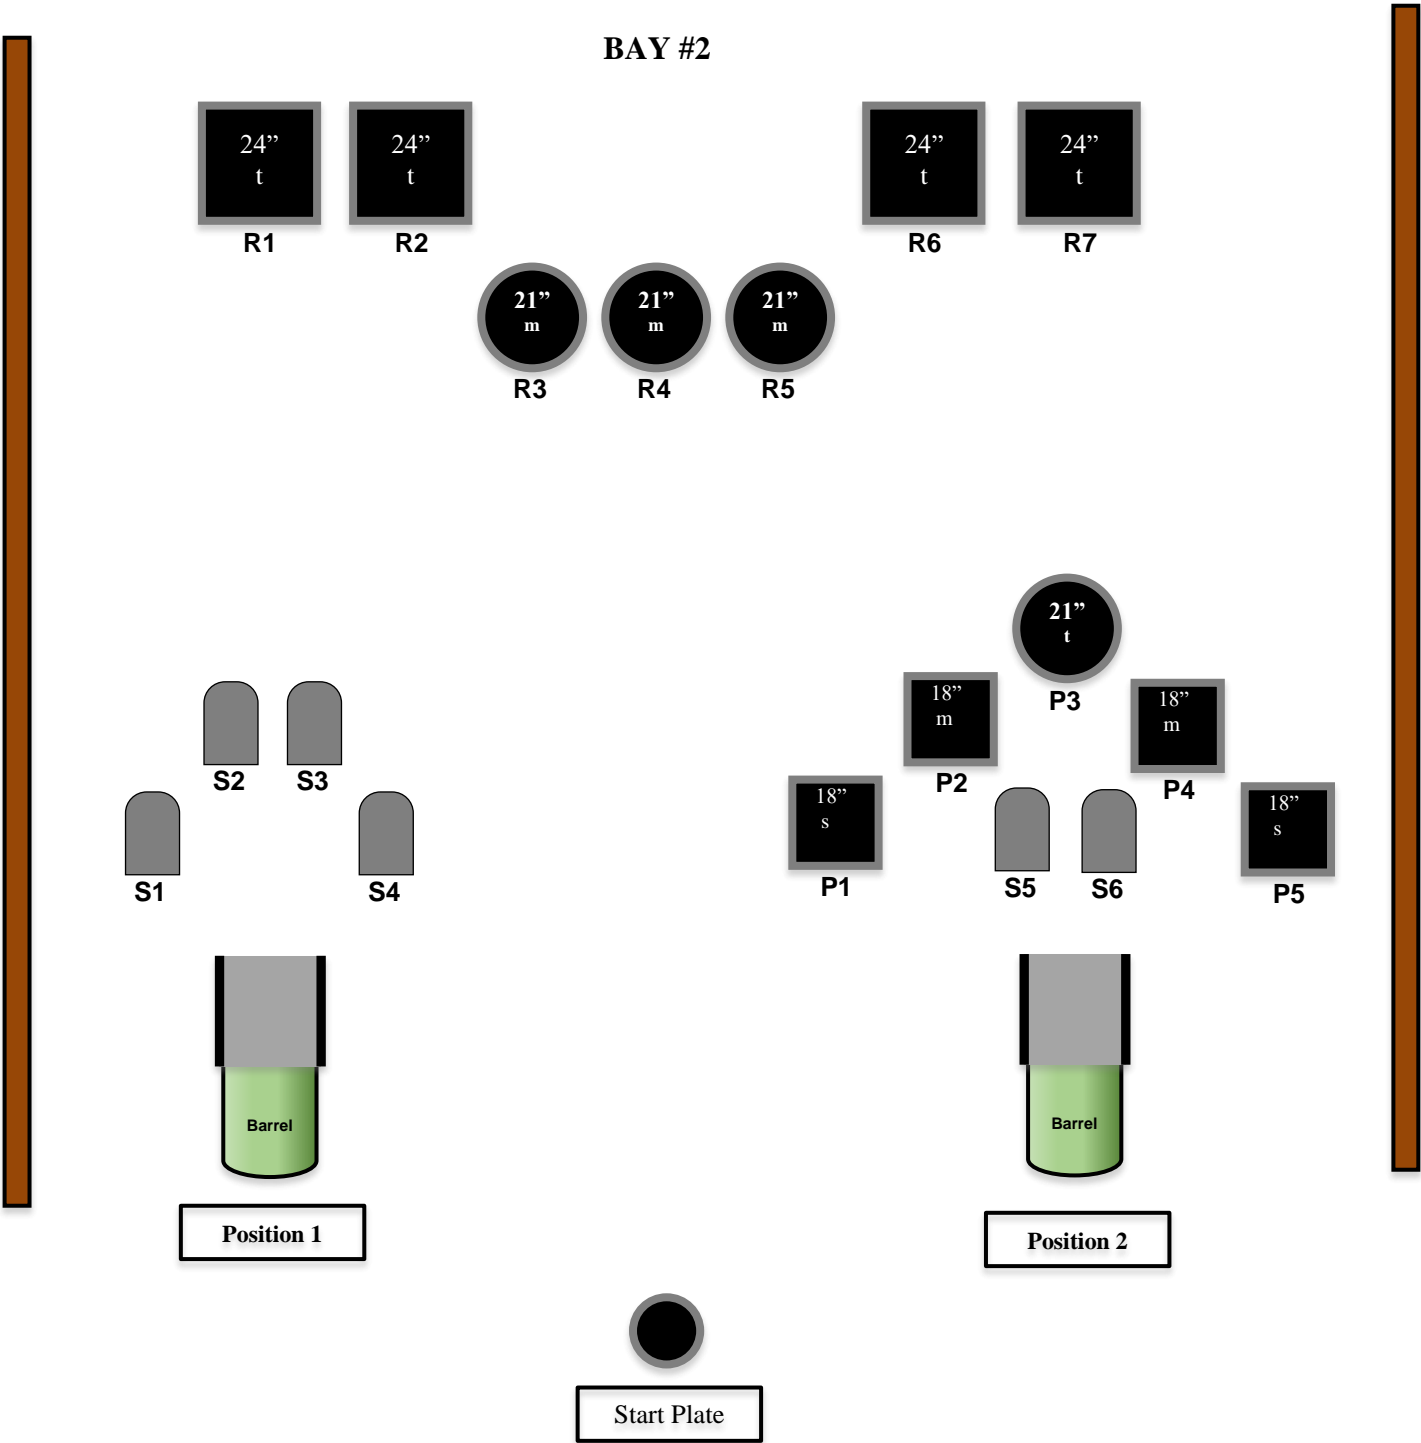 BAY #2
24”
t
24”
t
24”
t
24”
t
R1
R2
R6
R7
21”
m
21”
m
21”
m
R3
R4
R5
21”
t
P3
18”
m
P2
18”
m
P4
S2
S3
18”
s
P1
18”
s
P5
S1
S4
S5
S6
Barrel
Barrel
Position 1
Position 2
Start Plate